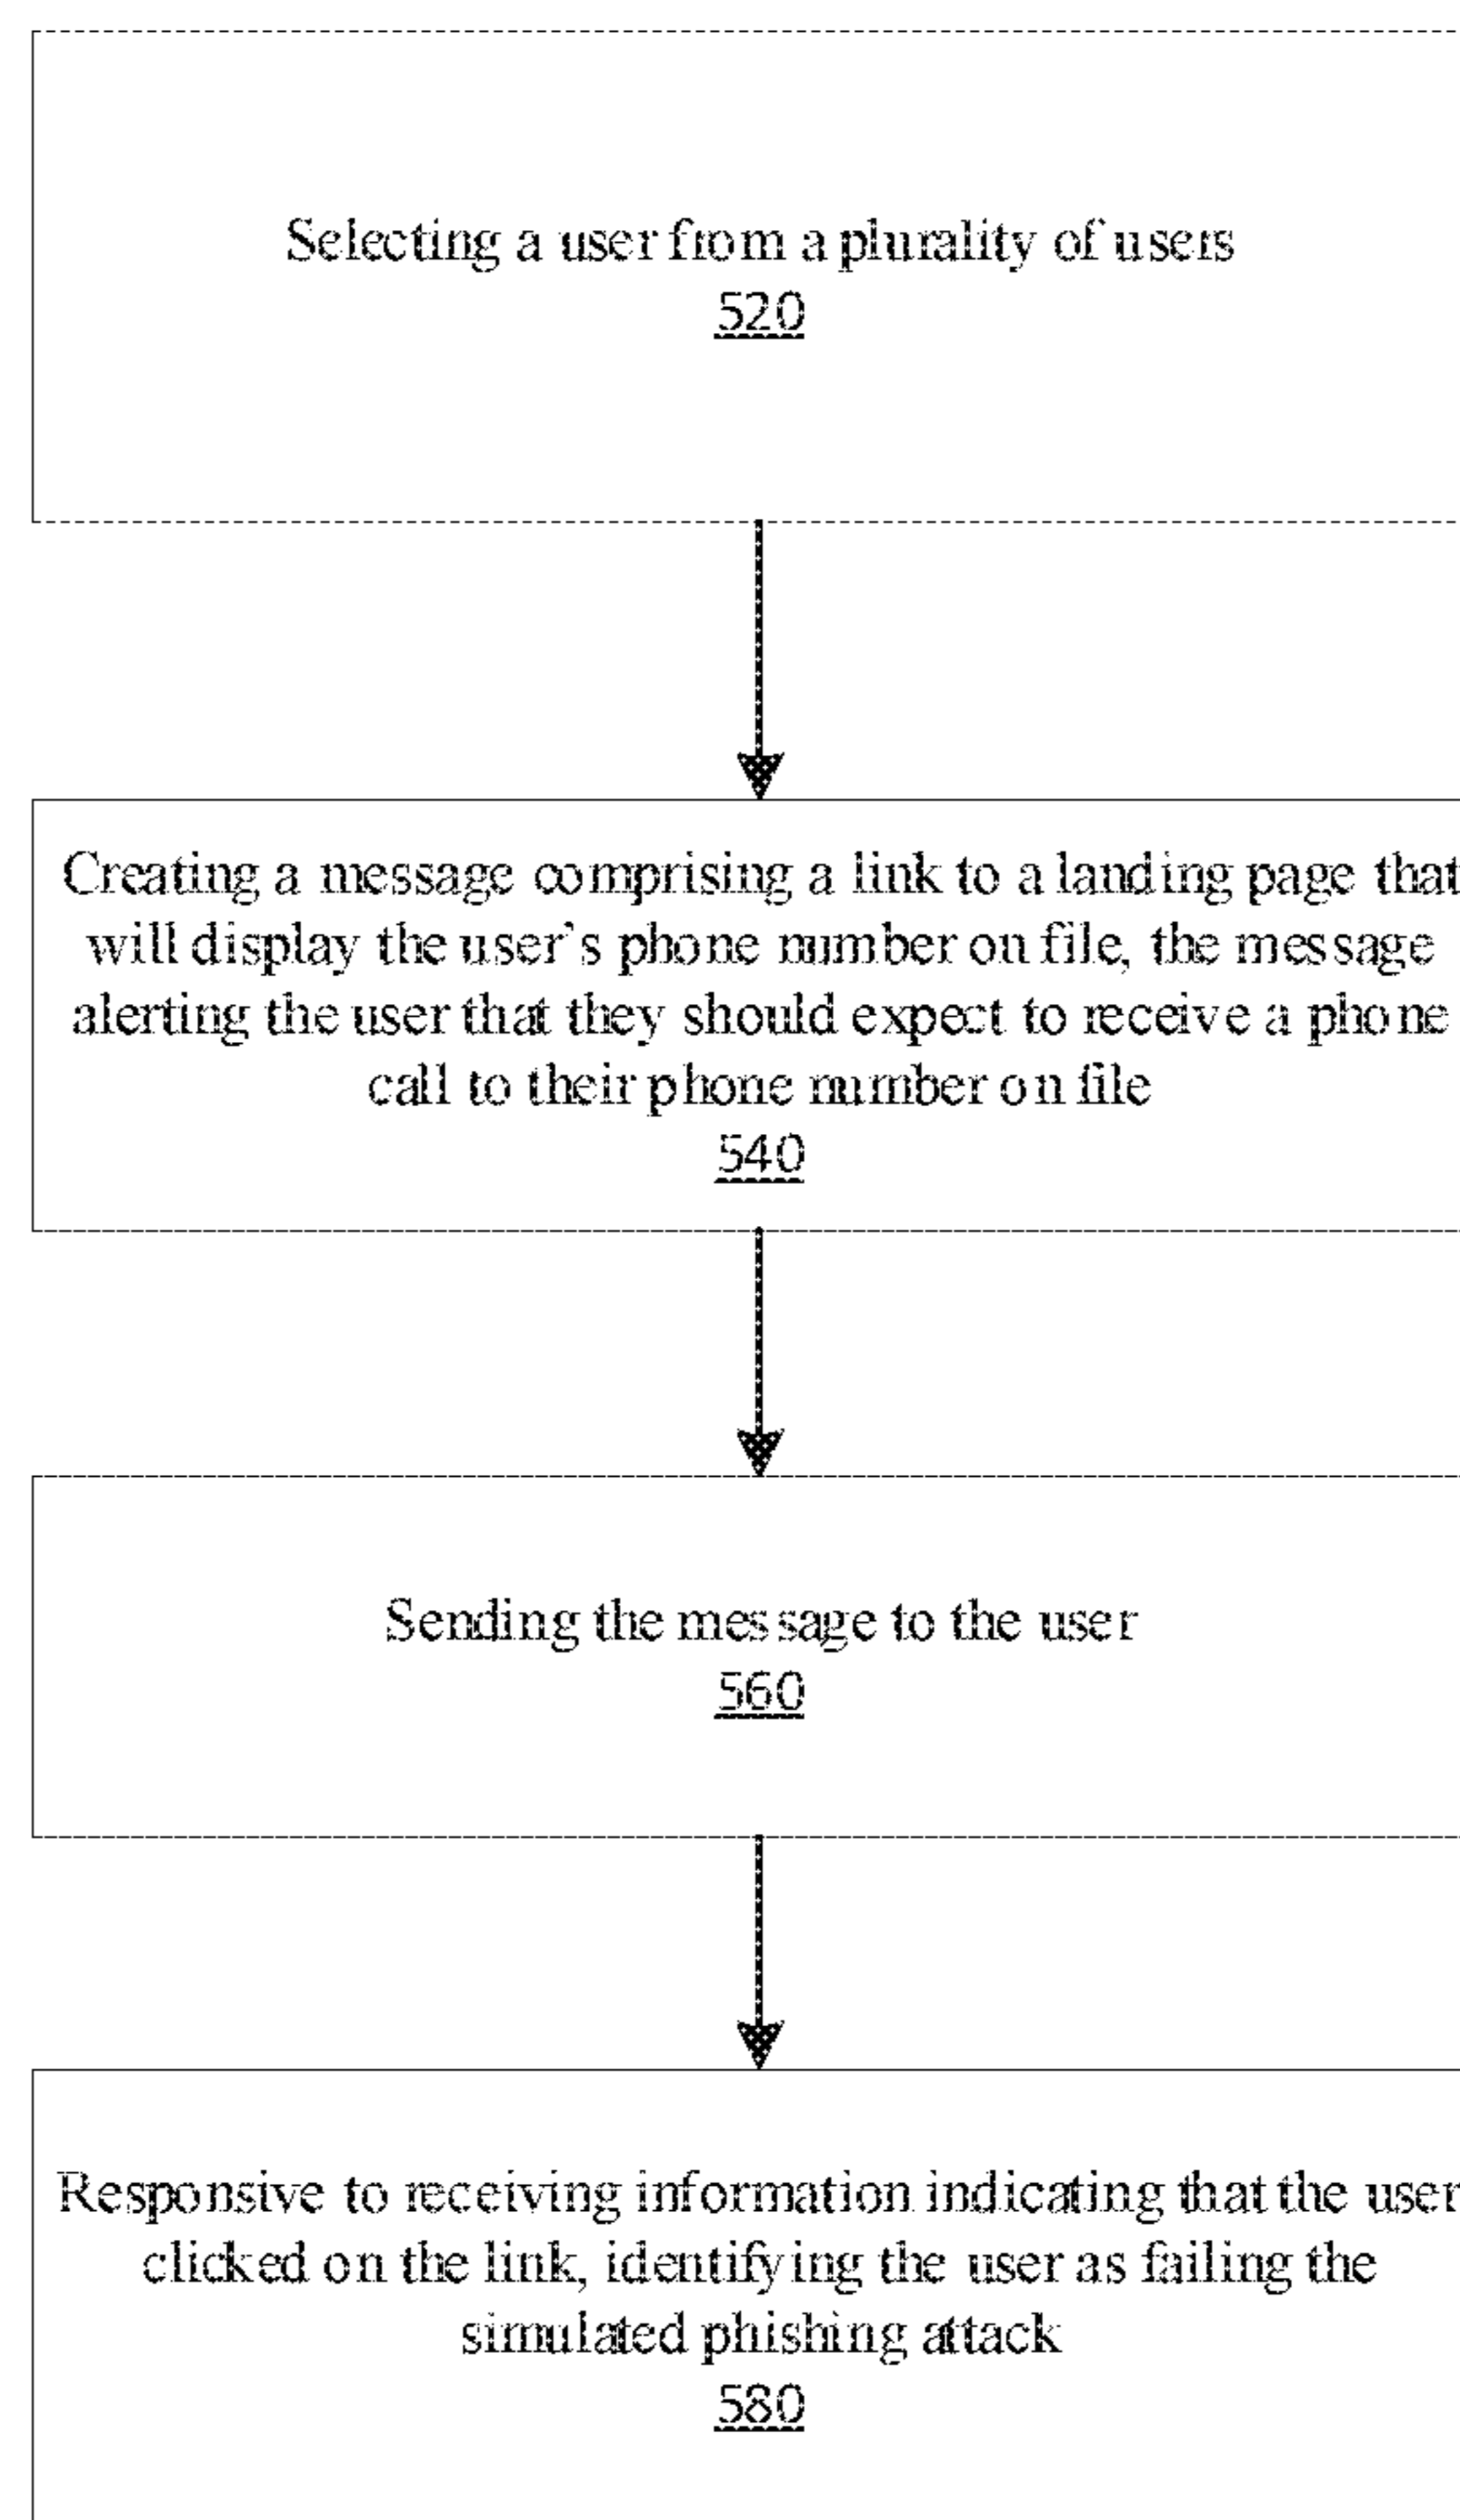 Selecting a user from a plurality of users
520
Creating a message comprising a link to a landing page that
will display the user's phone number on file, the message
alerting the user that they should expect to receive a phone
call to their phone number on file
540
Sending the message to the user
560
Responsive to receiving information indicating that the user
clicked on the link, identifying the user as failing the
simulated phishing attack
580